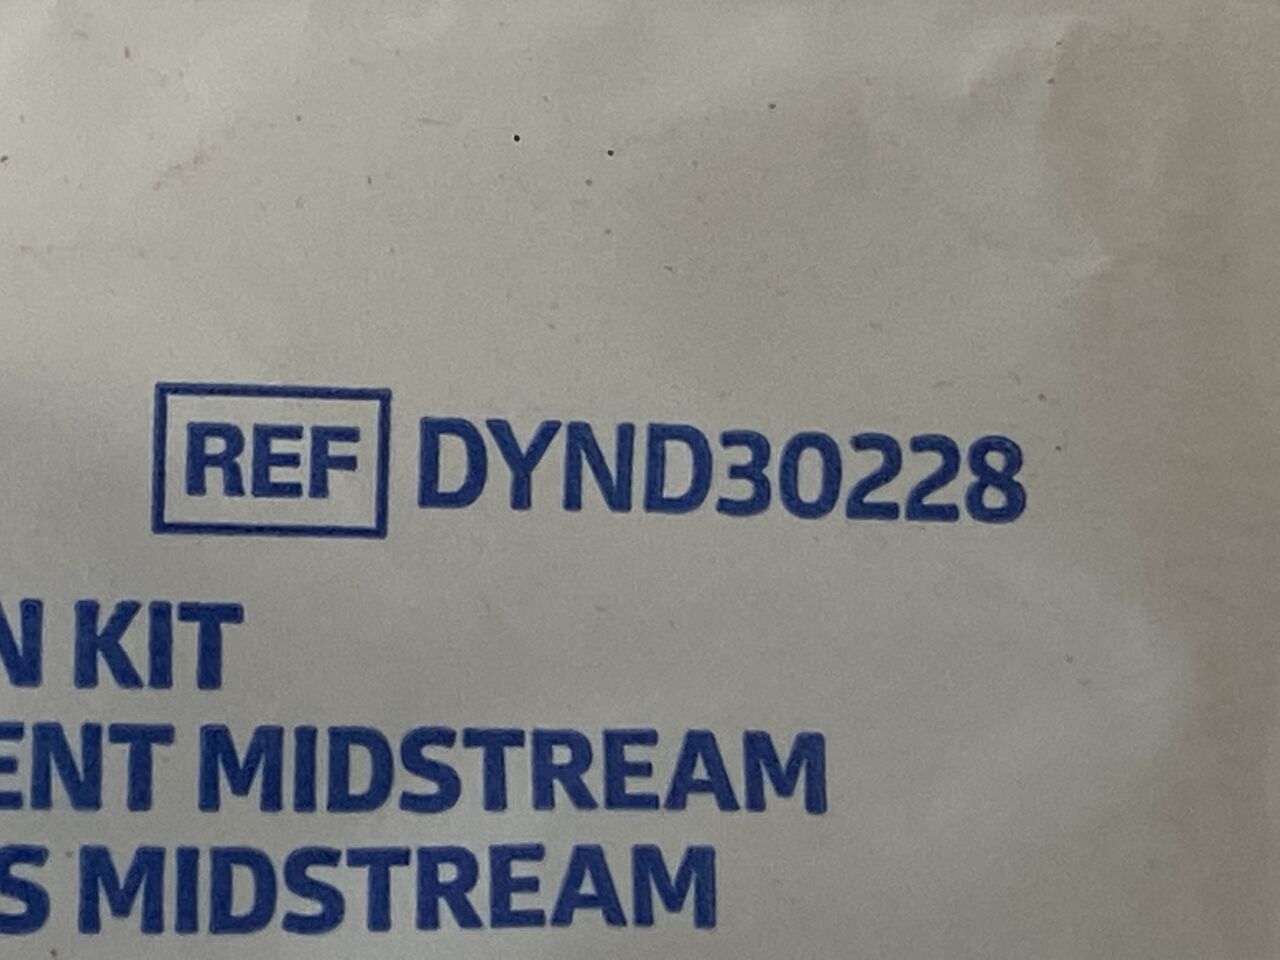 REF DYND30228
N KIT
ENT MIDSTREAM
S MIDSTREAM